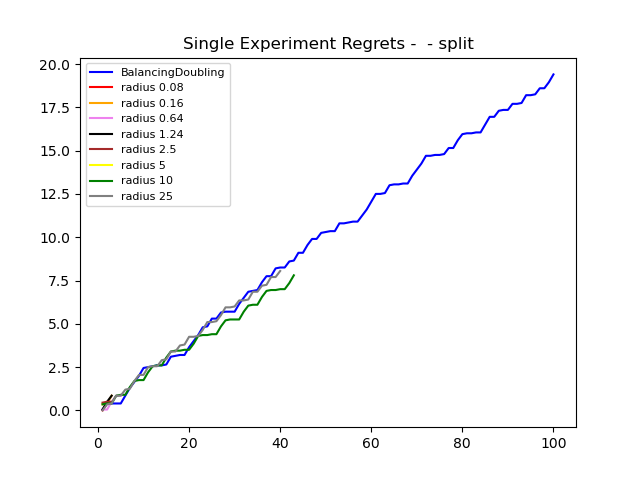 Single Experiment Regrets -  - split
20.0
17.5
15.0
12.5
10.0
7.5
5.0
2.5
0.0
BalancingDoubling
radius 0.08
radius 0.16
radius 0.64
radius 1.24
radius 2.5
radius 5
radius 10
radius 25
0 20 40 60 80 100